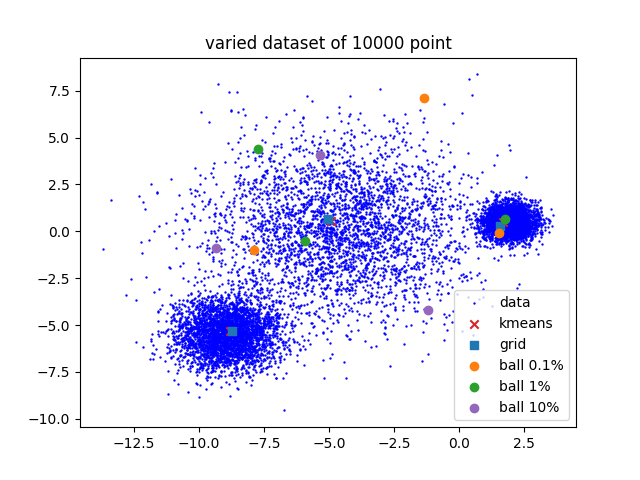 varied dataset of 10000 point
7.5
5.0
2.5
0.0
−2.5
−5.0
−7.5
−10.0
data
kmeans
grid
ball 0.1%
ball 1%
ball 10%
−12.5 −10.0 −7.5 −5.0 −2.5 0.0 2.5